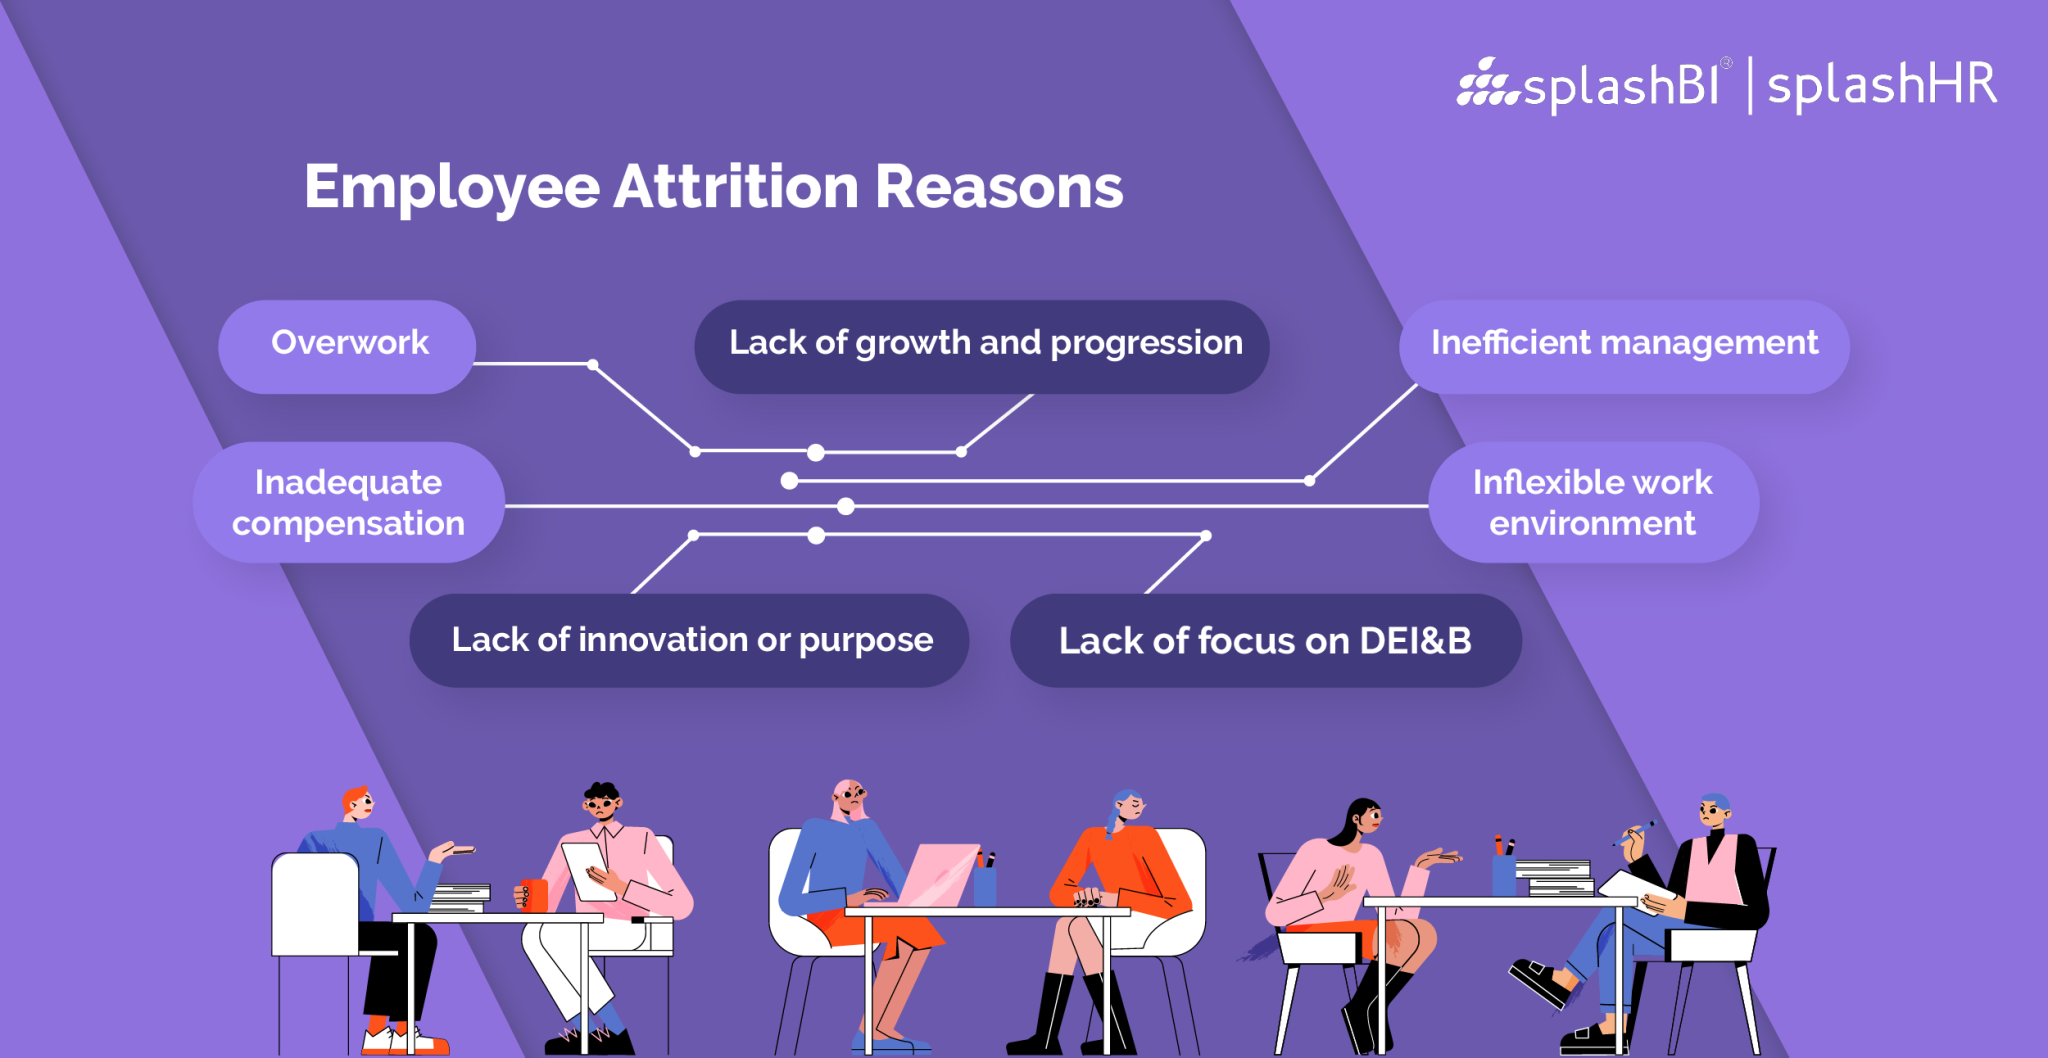 splashBI® | splashHR
Employee Attrition Reasons
Overwork
Lack of growth and progression
Inefficient management
Inadequate
compensation
Inflexible work
environment
Lack of innovation or purpose
Lack of focus on DEI&B